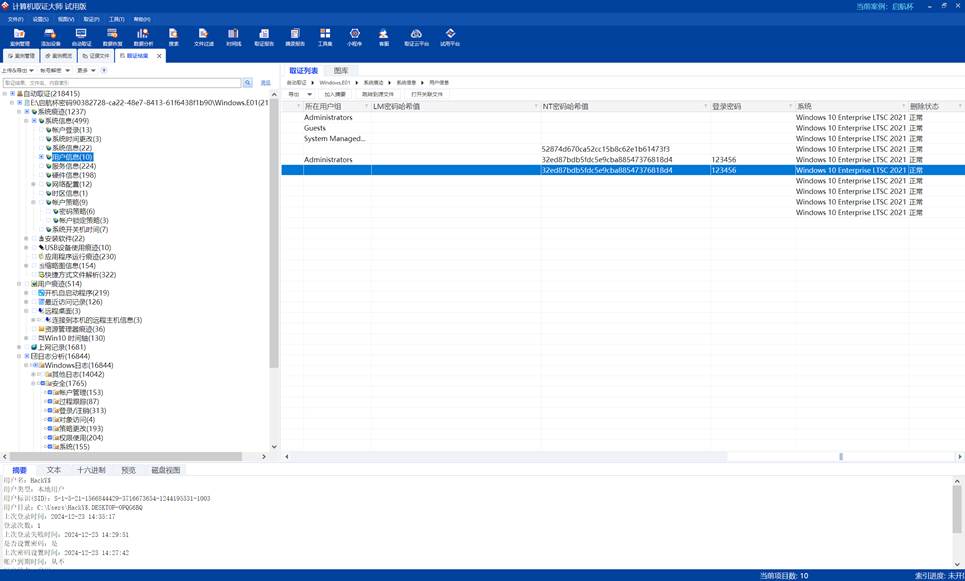 计算机取证大师 试用版
当前案例: 启航杯
文件(F) 设置(S) 视图(V) 取证(P) 工具(T) 帮助(H)
案例管理 添加设备 自动取证 数据恢复 数据分析 搜索 文件过滤 时间线 取证报告 摘录报告 工具集 小程序 客服 取证云平台 试用平台
案例管理 案例概览 证据文件 取证结果
上传&导出 帐号解密 更多
取证结果, 文件名, 内容索引
自动取证(218415)
E:\启航杯密码90382728-ca22-48e7-8413-61f6438f1b90\Windows.E01(21
系统痕迹(1237)
系统信息(499)
帐户登录(13)
系统时间更改(3)
系统信息(22)
用户信息(10)
服务信息(224)
硬件信息(198)
网络配置(12)
时区信息(1)
帐户策略(9)
密码策略(6)
帐户锁定策略(3)
系统开关机时间(7)
安装软件(22)
USB设备使用痕迹(10)
应用程序运行痕迹(230)
缩略图信息(154)
快捷方式文件解析(322)
用户痕迹(514)
开机自启动程序(219)
最近访问记录(126)
远程桌面(3)
连接到本机的远程主机信息(3)
资源管理器痕迹(36)
Win10 时间轴(130)
上网记录(1681)
日志分析(16844)
Windows日志(16844)
其他日志(14042)
安全(1765)
帐户管理(153)
过程跟踪(87)
登录/注销(313)
对象访问(4)
策略更改(193)
权限使用(204)
系统(155)
取证列表 图库
自动取证 Windows.E01 系统痕迹 系统信息 用户信息
导出 加入摘要 跳转到源文件 打开关联文件
所在用户组 LM密码哈希值 NT密码哈希值 登录密码 系统 删除状态
Administrators Windows 10 Enterprise LTSC 2021 正常
Guests Windows 10 Enterprise LTSC 2021 正常
System Managed... Windows 10 Enterprise LTSC 2021 正常
52874d670ca52cc15b8c62e1b61473f3 Windows 10 Enterprise LTSC 2021 正常
Administrators 32ed87bdb5fdc5e9cba88547376818d4 123456 Windows 10 Enterprise LTSC 2021 正常
32ed87bdb5fdc5e9cba88547376818d4 123456 Windows 10 Enterprise LTSC 2021 正常
Windows 10 Enterprise LTSC 2021 正常
Windows 10 Enterprise LTSC 2021 正常
Windows 10 Enterprise LTSC 2021 正常
Windows 10 Enterprise LTSC 2021 正常
摘要 文本 十六进制 预览 磁盘视图
用户名: HackY$
用户类型: 本地用户
用户标识(SID): S-1-5-21-1566844429-3716673654-1244195331-1003
用户目录: C:\Users\HackY$.DESKTOP-OPQG6BQ
上次登录时间: 2024-12-23 14:35:17
登录次数: 1
上次登录失败时间: 2024-12-23 14:29:51
是否设置密码: 是
上次密码设置时间: 2024-12-23 14:27:42
帐户到期时间: 从不
当前项目数: 10
索引进度: 未开